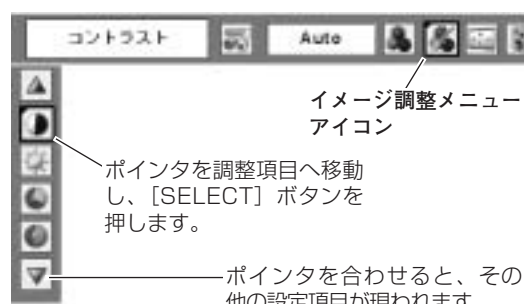 コントラスト
Auto
イメージ調整メニュー
アイコン
ポインタを調整項目へ移動
し、［SELECT］ボタンを
押します。
ポインタを合わせると、その
他の設定項目が現われます